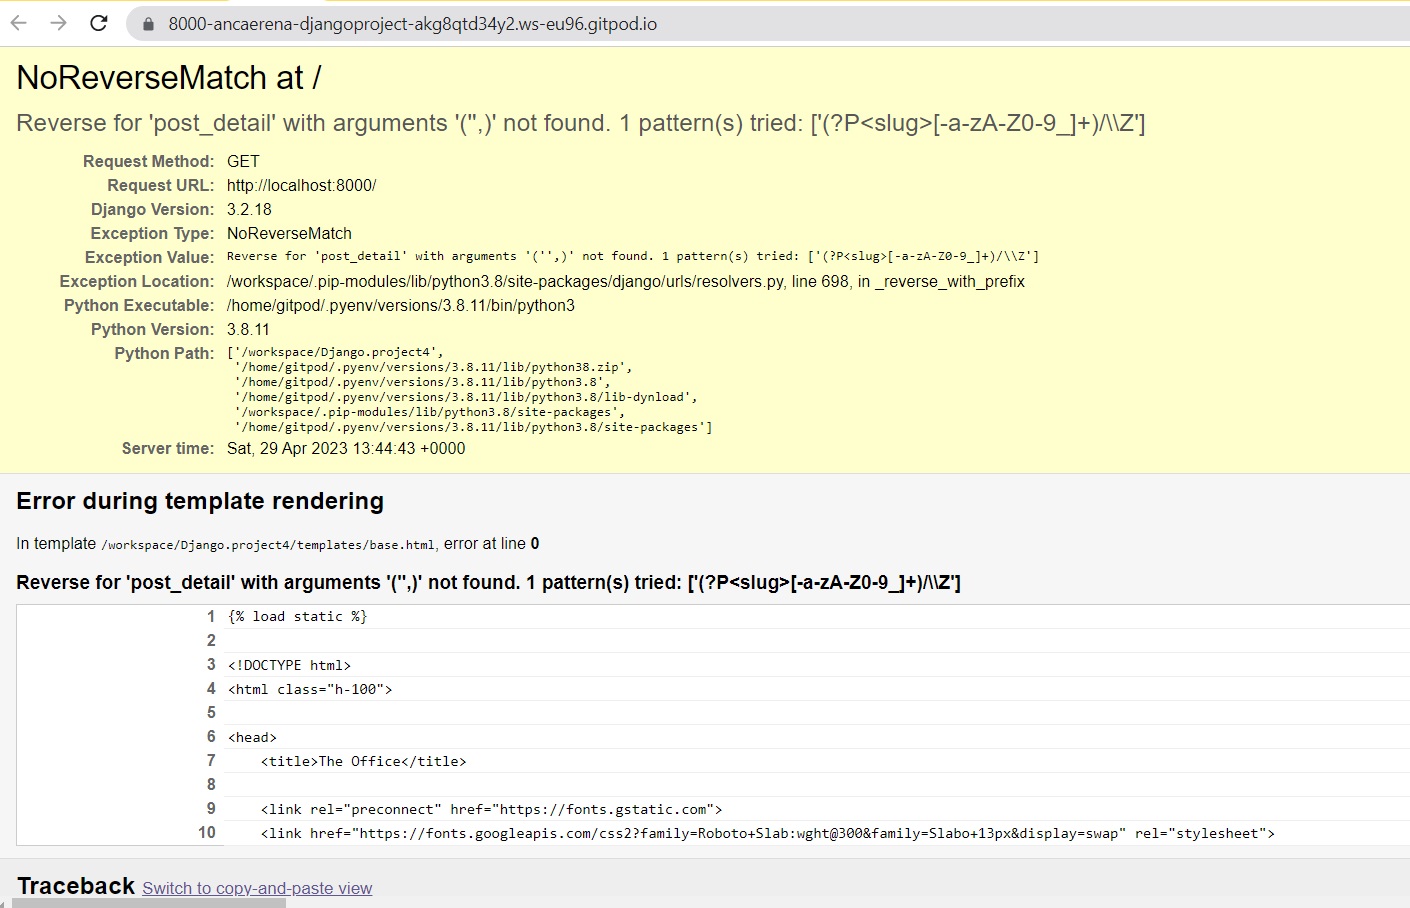 8000-ancaerena-djangoproject-akg8qtd34y2.ws-eu96.gitpod.io
NoReverseMatch at /
Reverse for 'post_detail' with arguments '('',)' not found. 1 pattern(s) tried: ['(?P<slug>[-a-zA-Z0-9_]+)/\\Z']
Request Method: GET
Request URL: http://localhost:8000/
Django Version: 3.2.18
Exception Type: NoReverseMatch
Exception Value: Reverse for 'post_detail' with arguments '('',)' not found. 1 pattern(s) tried: ['(?P<slug>[-a-zA-Z0-9_]+)/\\Z']
Exception Location: /workspace/.pip-modules/lib/python3.8/site-packages/django/urls/resolvers.py, line 698, in _reverse_with_prefix
Python Executable: /home/gitpod/.pyenv/versions/3.8.11/bin/python3
Python Version: 3.8.11
Python Path: ['/workspace/Django.project4',
'/home/gitpod/.pyenv/versions/3.8.11/lib/python38.zip',
'/home/gitpod/.pyenv/versions/3.8.11/lib/python3.8',
'/home/gitpod/.pyenv/versions/3.8.11/lib/python3.8/lib-dynload',
'/workspace/.pip-modules/lib/python3.8/site-packages',
'/home/gitpod/.pyenv/versions/3.8.11/lib/python3.8/site-packages']
Server time: Sat, 29 Apr 2023 13:44:43 +0000
Error during template rendering
In template /workspace/Django.project4/templates/base.html, error at line 0
Reverse for 'post_detail' with arguments '('',)' not found. 1 pattern(s) tried: ['(?P<slug>[-a-zA-Z0-9_]+)/\\Z']
1 {% load static %}
2
3 <!DOCTYPE html>
4 <html class="h-100">
5
6 <head>
7 <title>The Office</title>
8
9 <link rel="preconnect" href="https://fonts.gstatic.com">
10 <link href="https://fonts.googleapis.com/css2?family=Roboto+Slab:wght@300&family=Slabo+13px&display=swap" rel="stylesheet">
Traceback Switch to copy-and-paste view